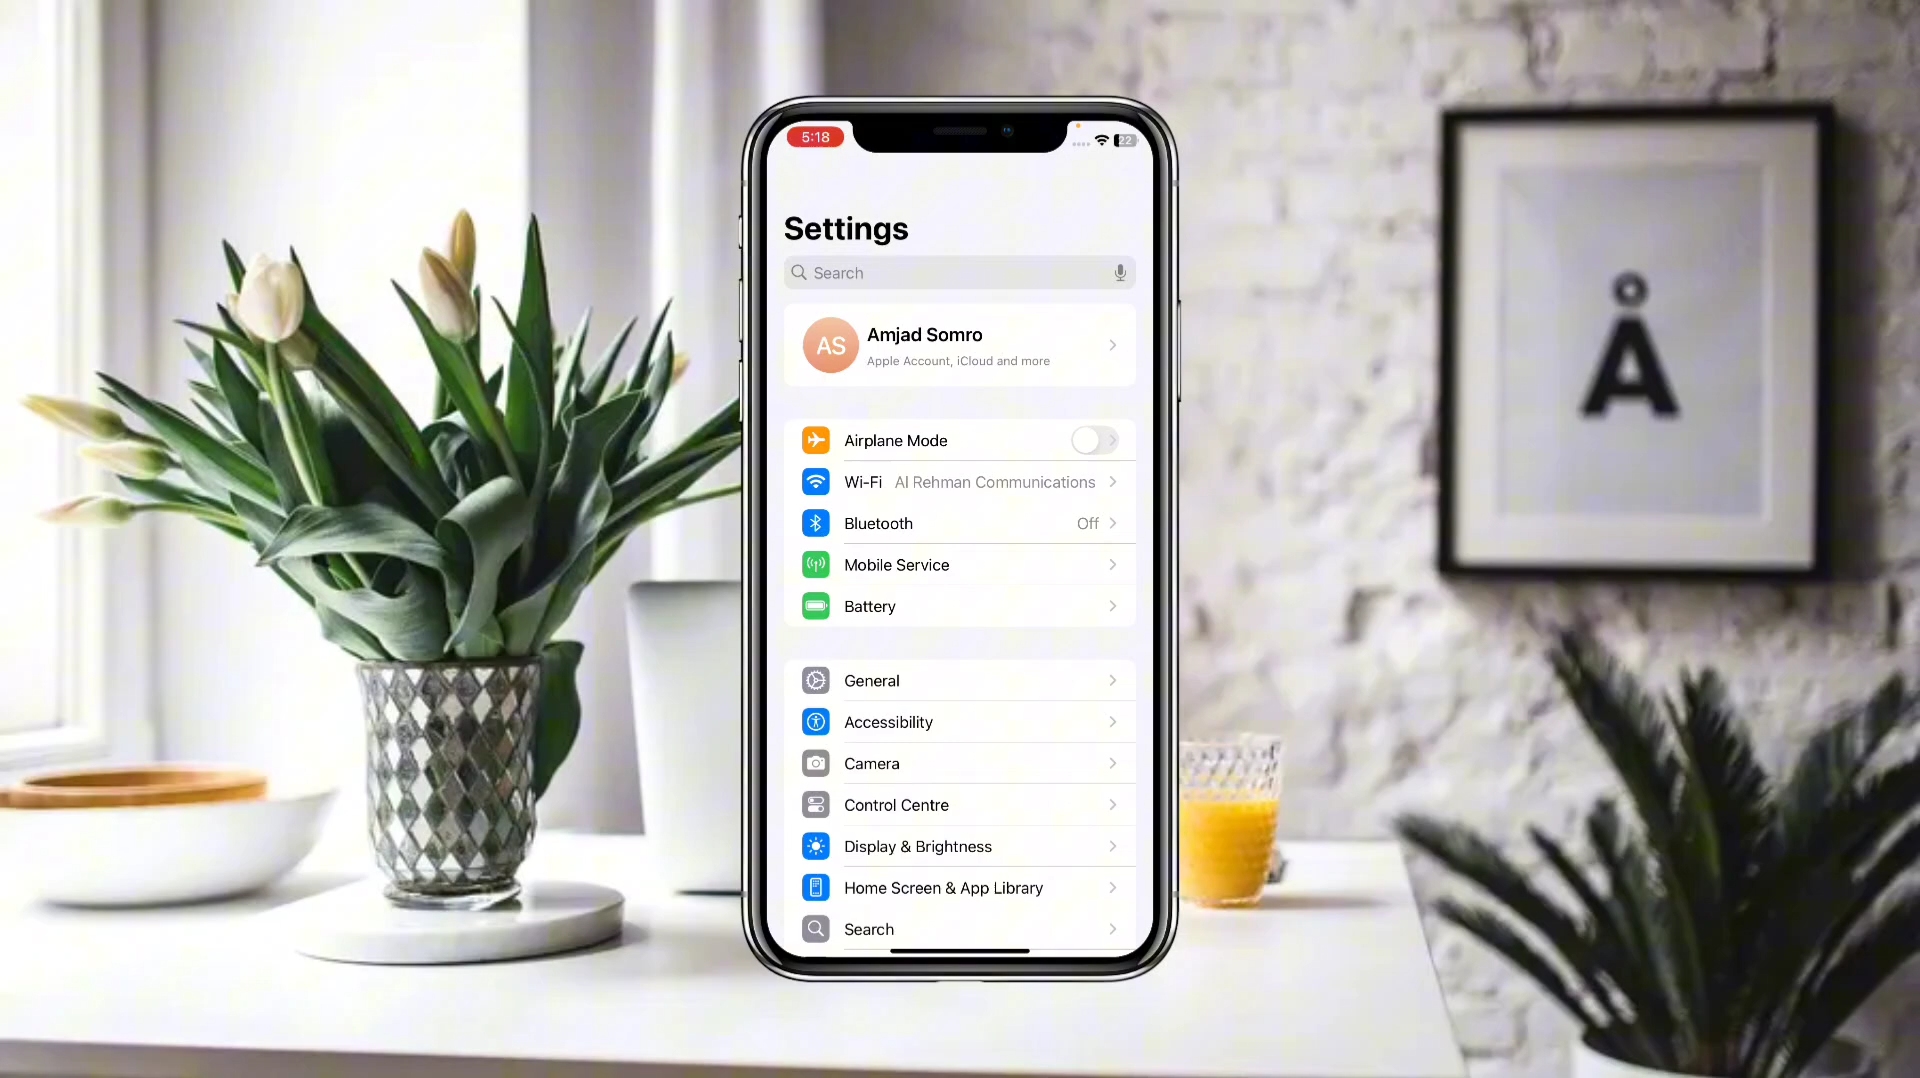 5:18
22
Settings
Search
AS
Amjad Somro
Apple Account, iCloud and more
Airplane Mode
Wi-Fi Al Rehman Communications
Bluetooth Off
Mobile Service
Battery
General
Accessibility
Camera
Control Centre
Display & Brightness
Home Screen & App Library
Search
Å